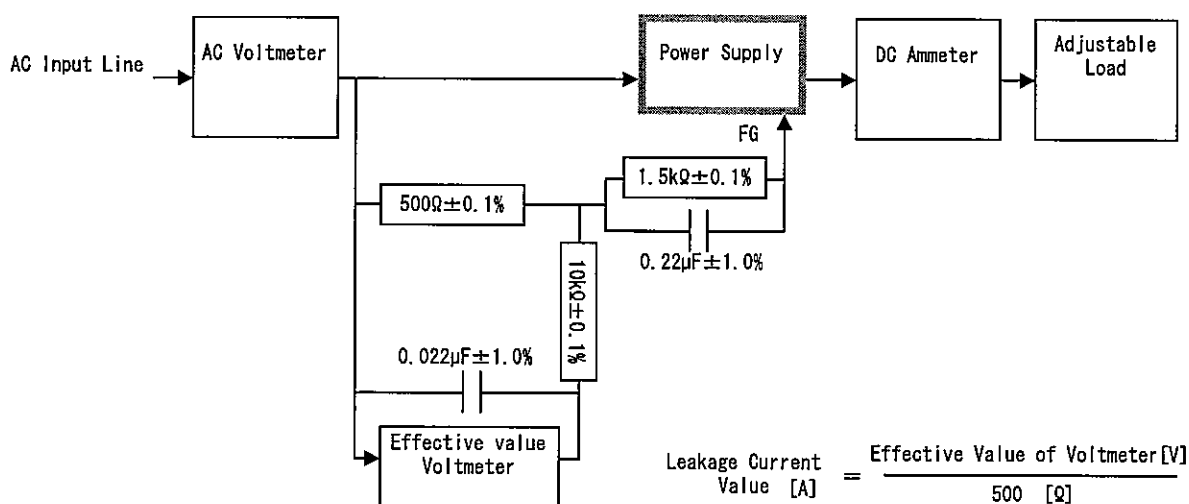 AC Input Line
AC Voltmeter
Power Supply
DC Ammeter
Adjustable
Load
FG
1.5kΩ±0.1%
500Ω±0.1%
0.22μF±1.0%
10kΩ±0.1%
0.022μF±1.0%
Effective value
Voltmeter
Leakage Current
Value [A]
=
Effective Value of Voltmeter[V]
500 [Ω]